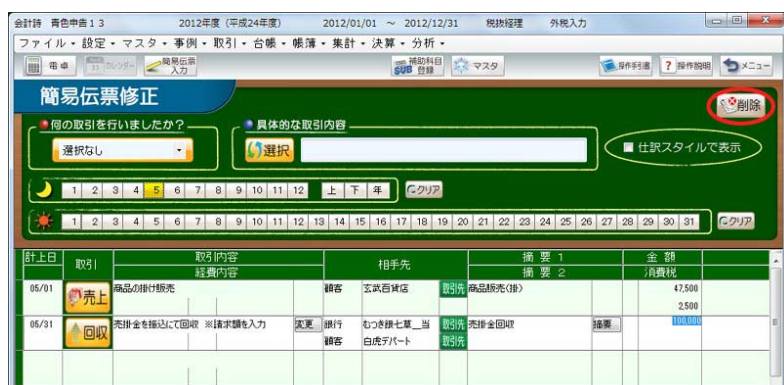 会計詩 青色申告13 2012年度（平成24年度） 2012/01/01 ～ 2012/12/31 税抜経理 外税入力
ファイル・設定・マスタ・事例・取引・台帳・帳簿・集計・決算・分析・
電卓 カレンダー 簡易伝票入力 SUB 補助科目登録 マスタ 操作手引書 操作説明 メニュー
簡易伝票修正
削除
何の取引を行いましたか？ 具体的な取引内容
選択なし 選択 仕訳スタイルで表示
1 2 3 4 5 6 7 8 9 10 11 12 上 下 年 クリア
1 2 3 4 5 6 7 8 9 10 11 12 13 14 15 16 17 18 19 20 21 22 23 24 25 26 27 28 29 30 31 クリア
計上日 取引 取引内容 相手先 摘要1 金額
経費内容 摘要2 消費税
05/01 売上 商品の掛け販売 顧客 玄武百貨店 取引先 商品販売(掛) 47,500
2,500
05/31 回収 売掛金を振込にて回収 ※請求額を入力 変更 銀行 むつき銀七草__当 取引先 売掛金回収 摘要 100,000
顧客 白虎デパート 取引先